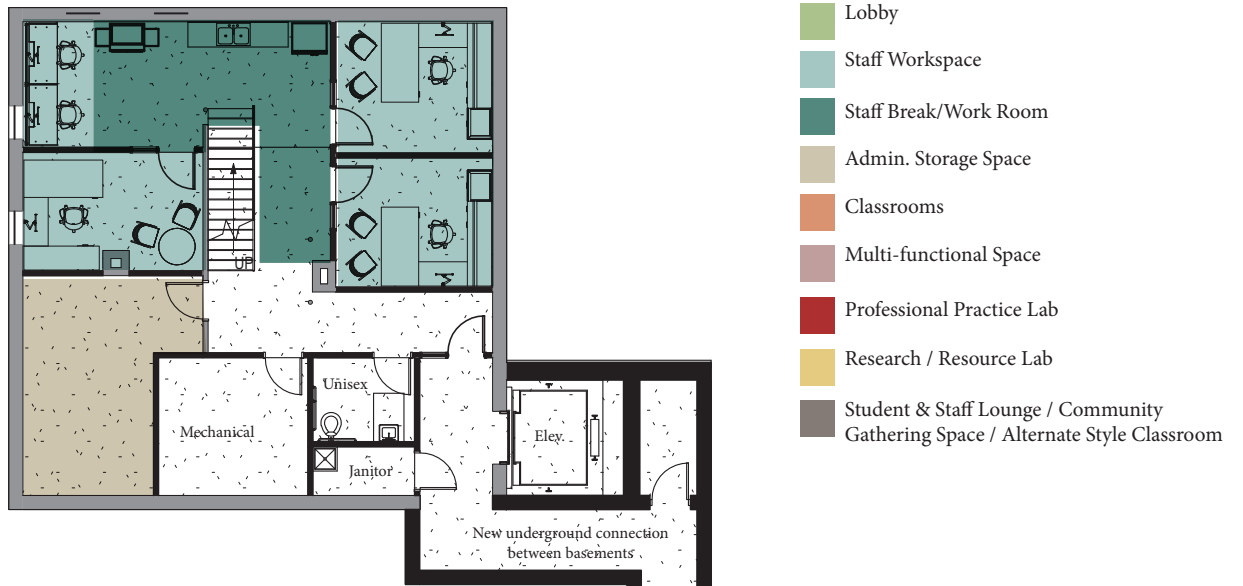 UP
Unisex
Mechanical
Janitor
Elev.
New underground connection
between basements
Lobby
Staff Workspace
Staff Break/Work Room
Admin. Storage Space
Classrooms
Multi-functional Space
Professional Practice Lab
Research / Resource Lab
Student & Staff Lounge / Community
Gathering Space / Alternate Style Classroom